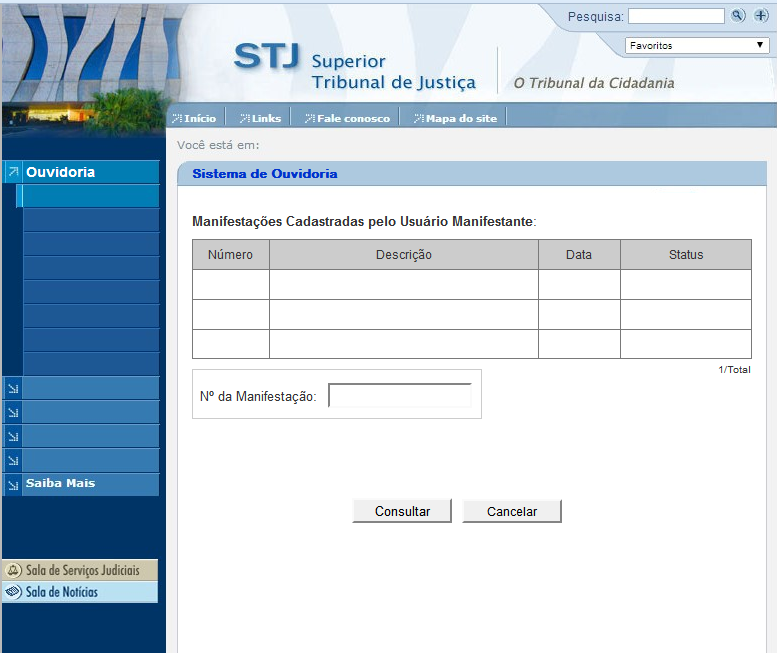 Pesquisa:
Favoritos
STJ Superior
Tribunal de Justiça
O Tribunal da Cidadania
Início
Links
Fale conosco
Mapa do site
Você está em:
Ouvidoria
Saiba Mais
Sala de Serviços Judiciais
Sala de Notícias
Sistema de Ouvidoria
Manifestações Cadastradas pelo Usuário Manifestante:
Número Descrição Data Status
1/Total
Nº da Manifestação:
Consultar Cancelar